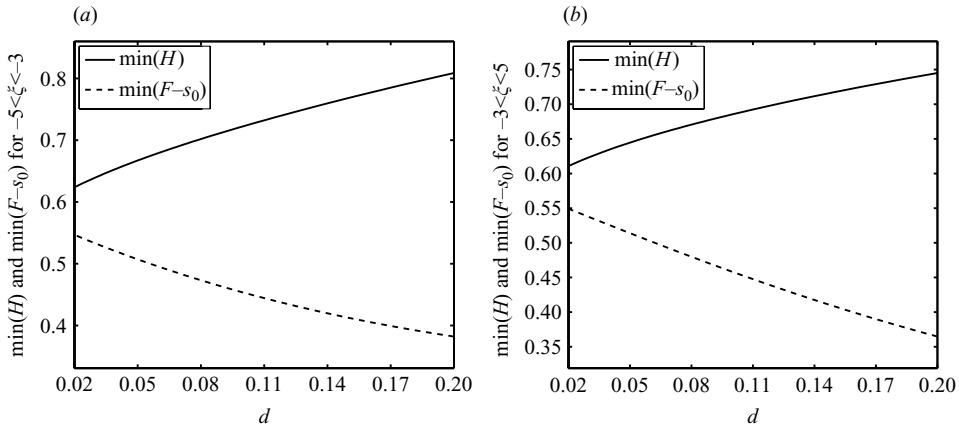 (a)
min(H)
min(F–s₀)
min(H) and min(F–s₀) for –5<ξ<–3
0.8
0.7
0.6
0.5
0.4
0.02 0.05 0.08 0.11 0.14 0.17 0.20
d
(b)
min(H)
min(F–s₀)
min(H) and min(F–s₀) for –3<ξ<5
0.75
0.70
0.65
0.60
0.55
0.50
0.45
0.40
0.35
0.02 0.05 0.08 0.11 0.14 0.17 0.20
d